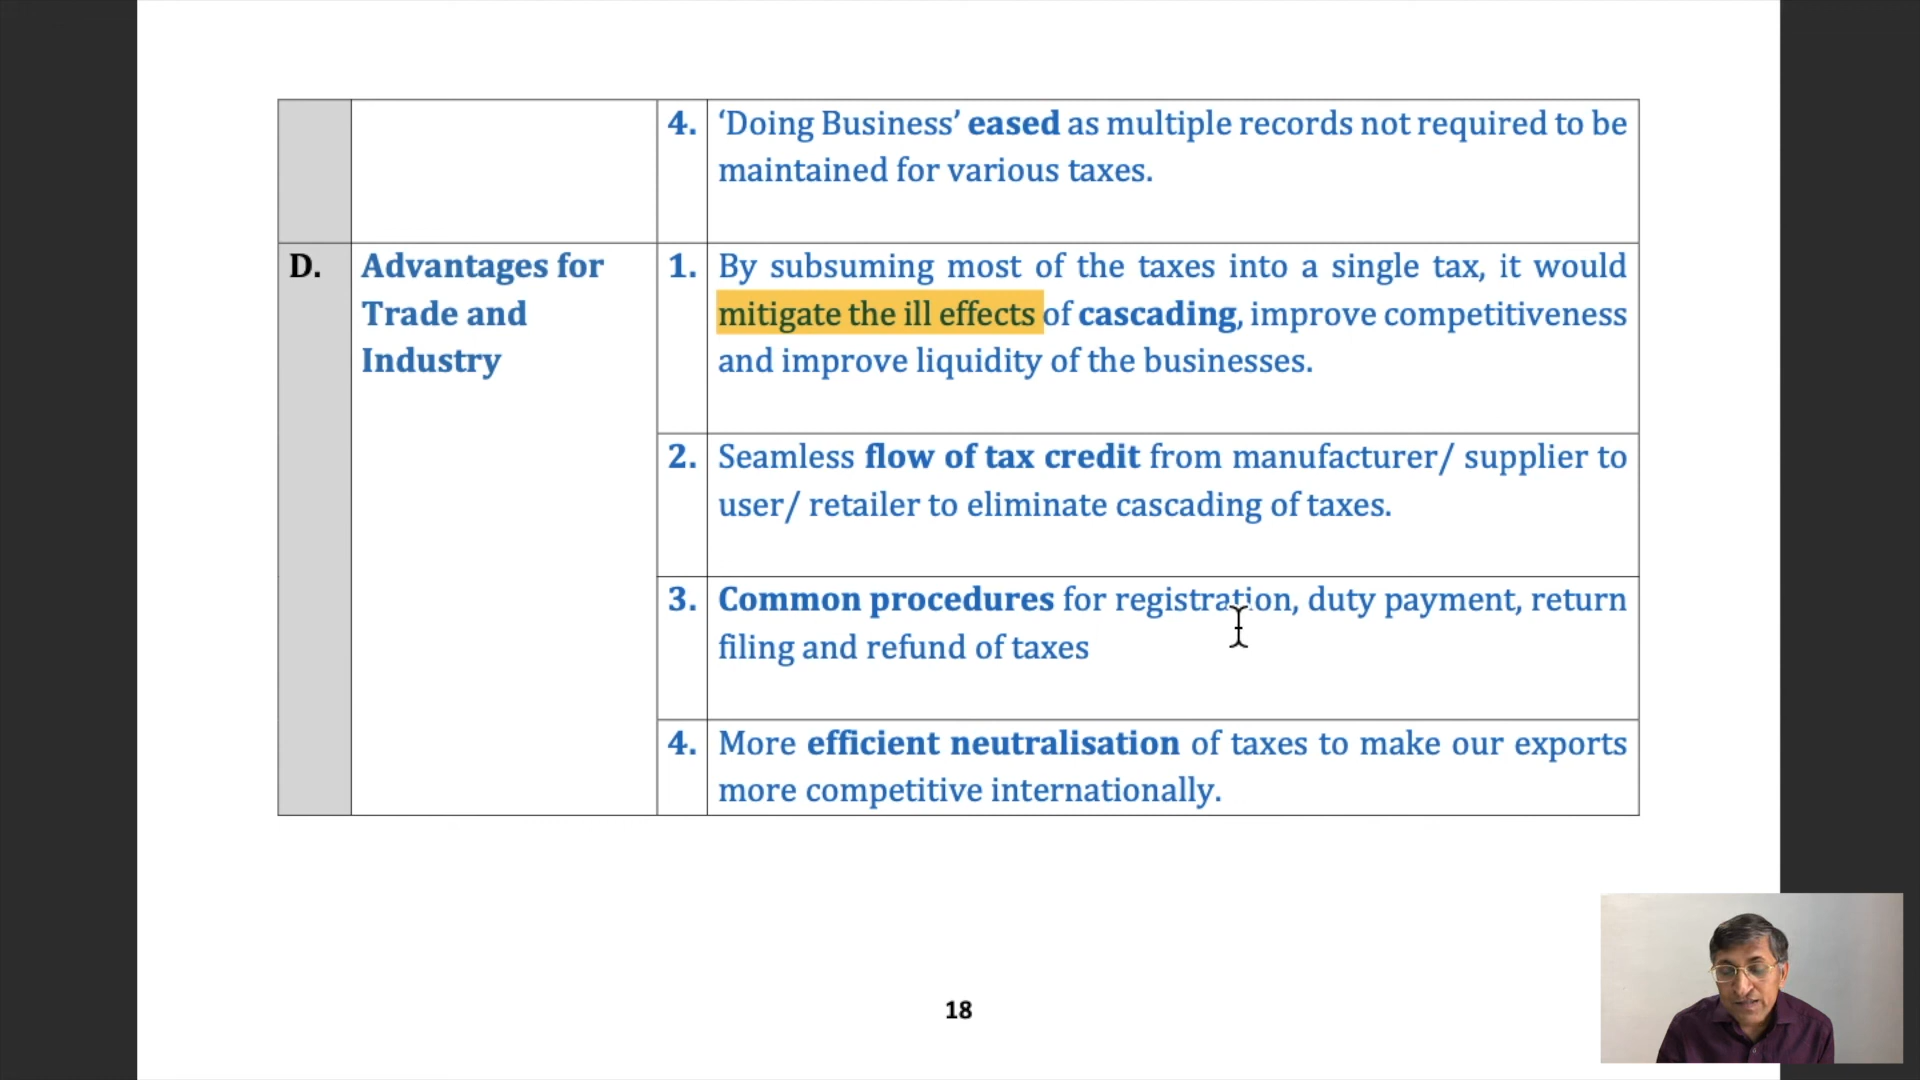 4. ‘Doing Business’ eased as multiple records not required to be
maintained for various taxes.
D. Advantages for
Trade and
Industry
1. By subsuming most of the taxes into a single tax, it would
mitigate the ill effects of cascading, improve competitiveness
and improve liquidity of the businesses.
2. Seamless flow of tax credit from manufacturer/ supplier to
user/ retailer to eliminate cascading of taxes.
3. Common procedures for registration, duty payment, return
filing and refund of taxes
4. More efficient neutralisation of taxes to make our exports
more competitive internationally.
18